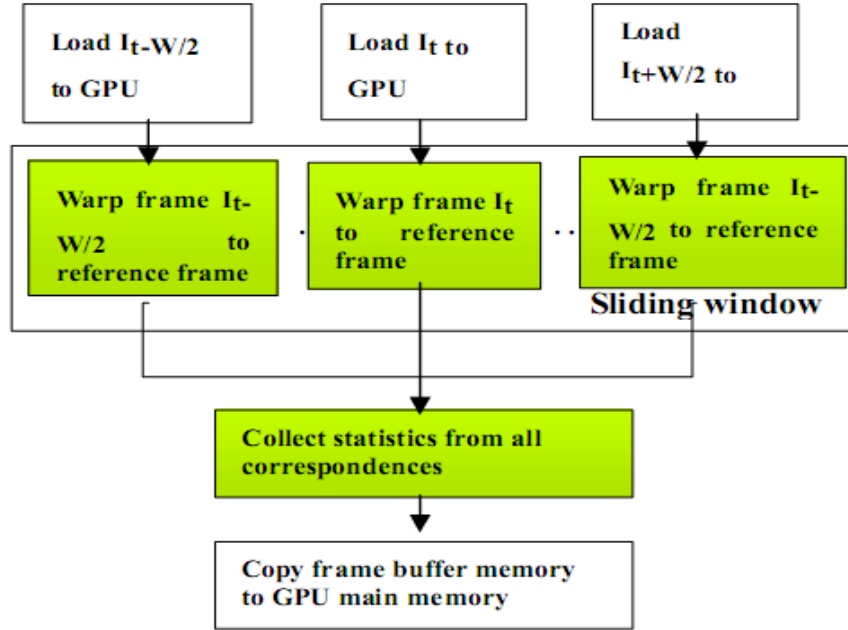 Load It-W/2
to GPU
Load It to
GPU
Load
It+W/2 to
Warp frame It-
W/2 to
reference frame
Warp frame It
to reference
frame
Warp frame It-
W/2 to reference
frame
Sliding window
Collect statistics from all
correspondences
Copy frame buffer memory
to GPU main memory